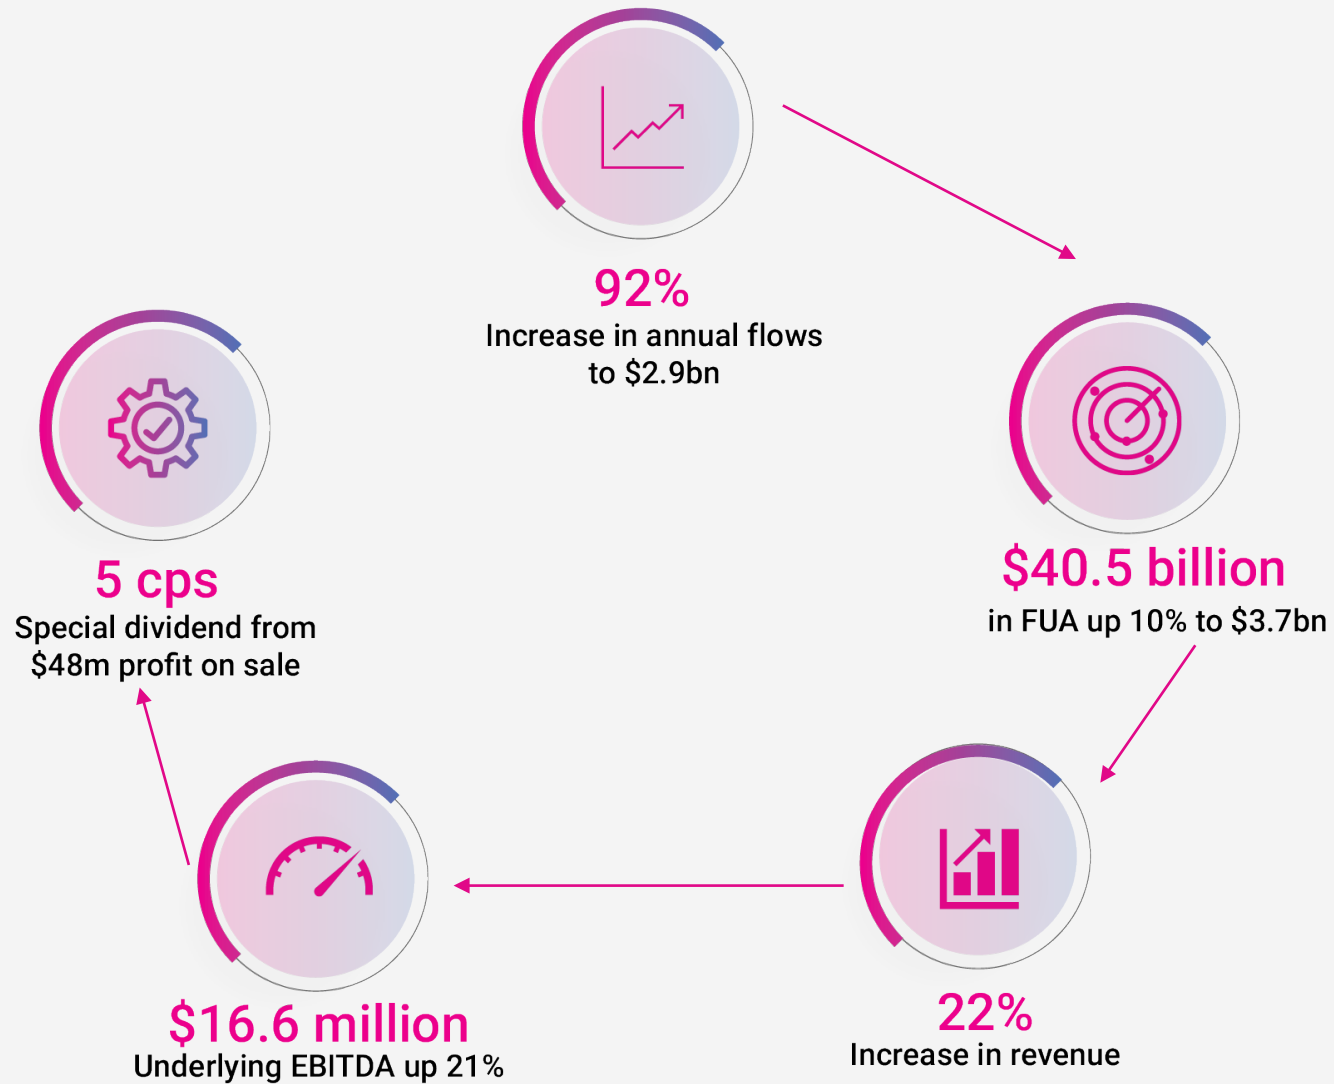 92%
Increase in annual flows
to $2.9bn
$40.5 billion
in FUA up 10% to $3.7bn
22%
Increase in revenue
$16.6 million
Underlying EBITDA up 21%
5 cps
Special dividend from
$48m profit on sale